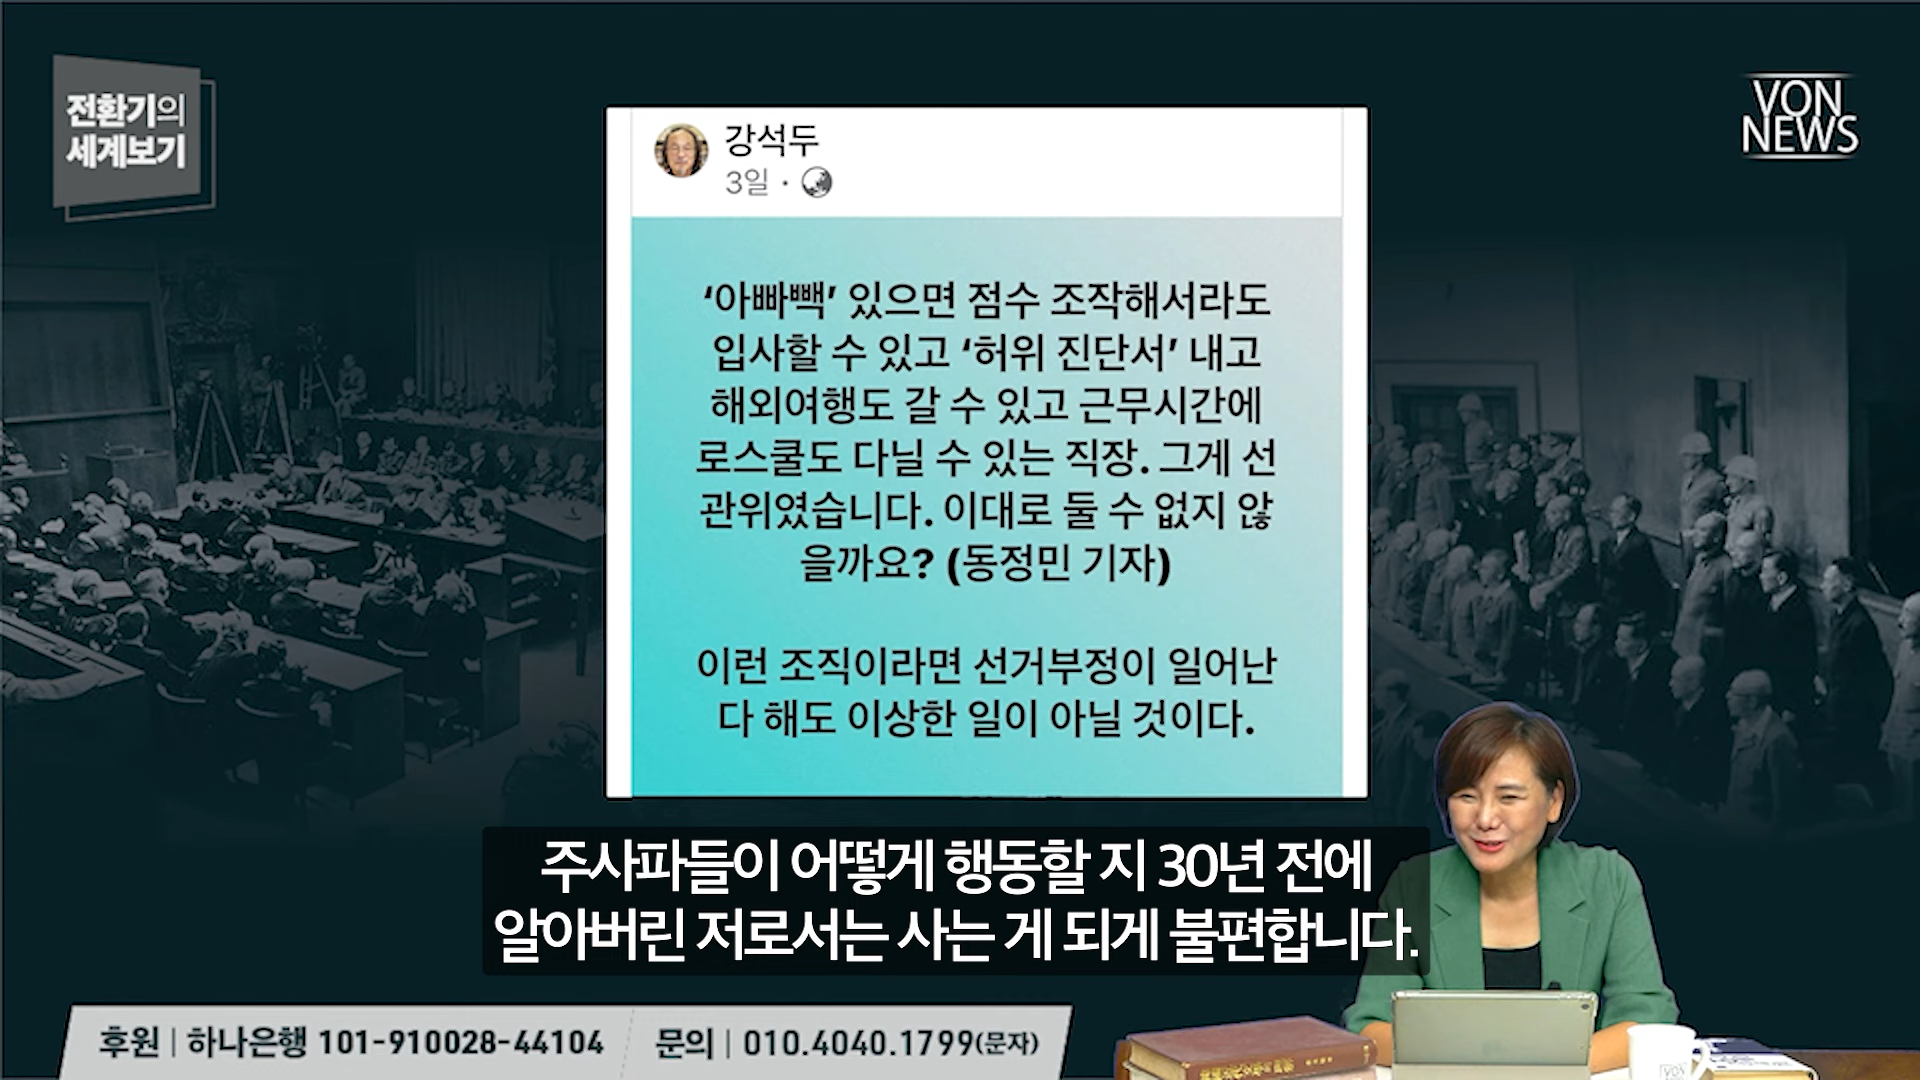 전환기의
세계보기
VON
NEWS
강석두
3일 ·
‘아빠빽’ 있으면 점수 조작해서라도
입사할 수 있고 ‘허위 진단서’ 내고
해외여행도 갈 수 있고 근무시간에
로스쿨도 다닐 수 있는 직장. 그게 선
관위였습니다. 이대로 둘 수 없지 않
을까요? (동정민 기자)
이런 조직이라면 선거부정이 일어난
다 해도 이상한 일이 아닐 것이다.
주사파들이 어떻게 행동할 지 30년 전에
알아버린 저로서는 사는 게 되게 불편합니다.
후원 | 하나은행 101-910028-44104
문의 | 010.4040.1799(문자)